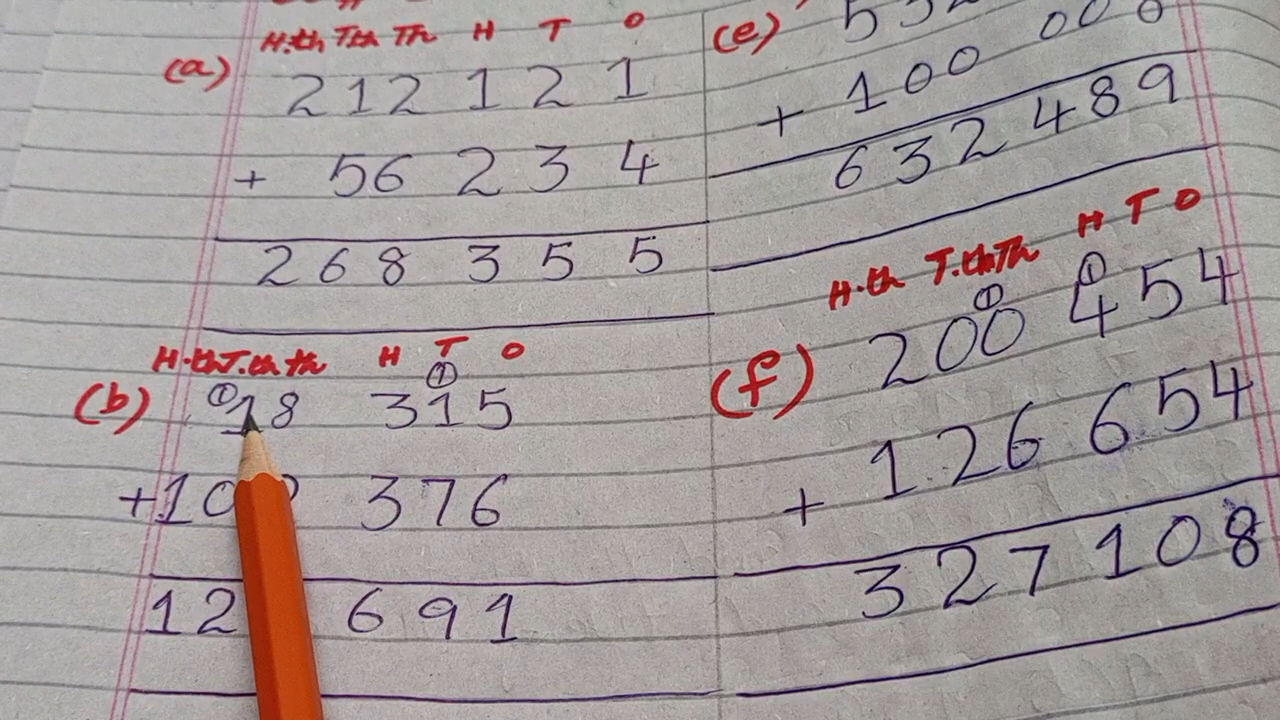 H.th T.th Th H T O
(a) 212 121
+ 56 234
268 355
H.th T.th th H T O
① ①
(b) 18 315
+ 10 376
12 691
(e)
+ 100 000
632 489
H.th T.th Th H T O
① ①
(f) 200 454
+ 126 654
327 108